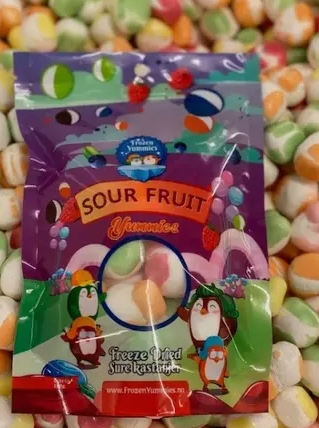 Frozen
Yummies
SOUR FRUIT
Yummies
Freeze Dried
Sure kastanjer
www.FrozenYummies.no